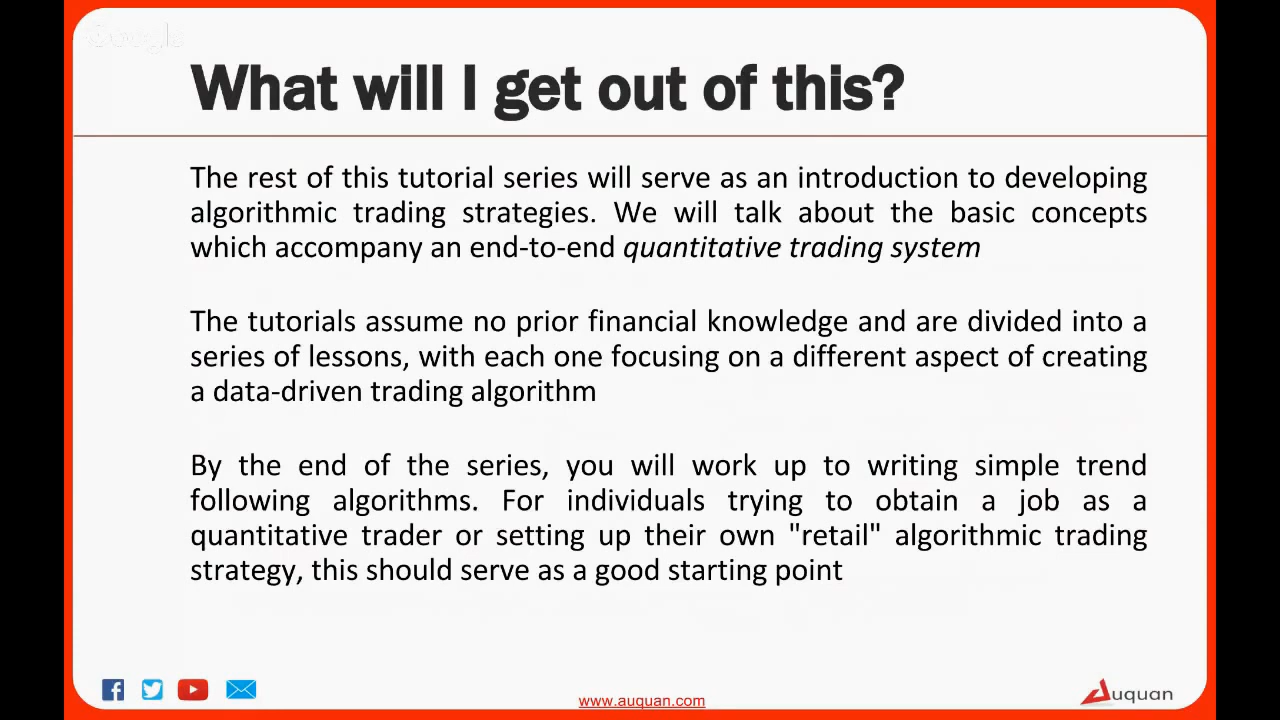 Google
What will I get out of this?
The rest of this tutorial series will serve as an introduction to developing
algorithmic trading strategies. We will talk about the basic concepts
which accompany an end-to-end quantitative trading system
The tutorials assume no prior financial knowledge and are divided into a
series of lessons, with each one focusing on a different aspect of creating
a data-driven trading algorithm
By the end of the series, you will work up to writing simple trend
following algorithms. For individuals trying to obtain a job as a
quantitative trader or setting up their own "retail" algorithmic trading
strategy, this should serve as a good starting point
www.auquan.com
Auquan